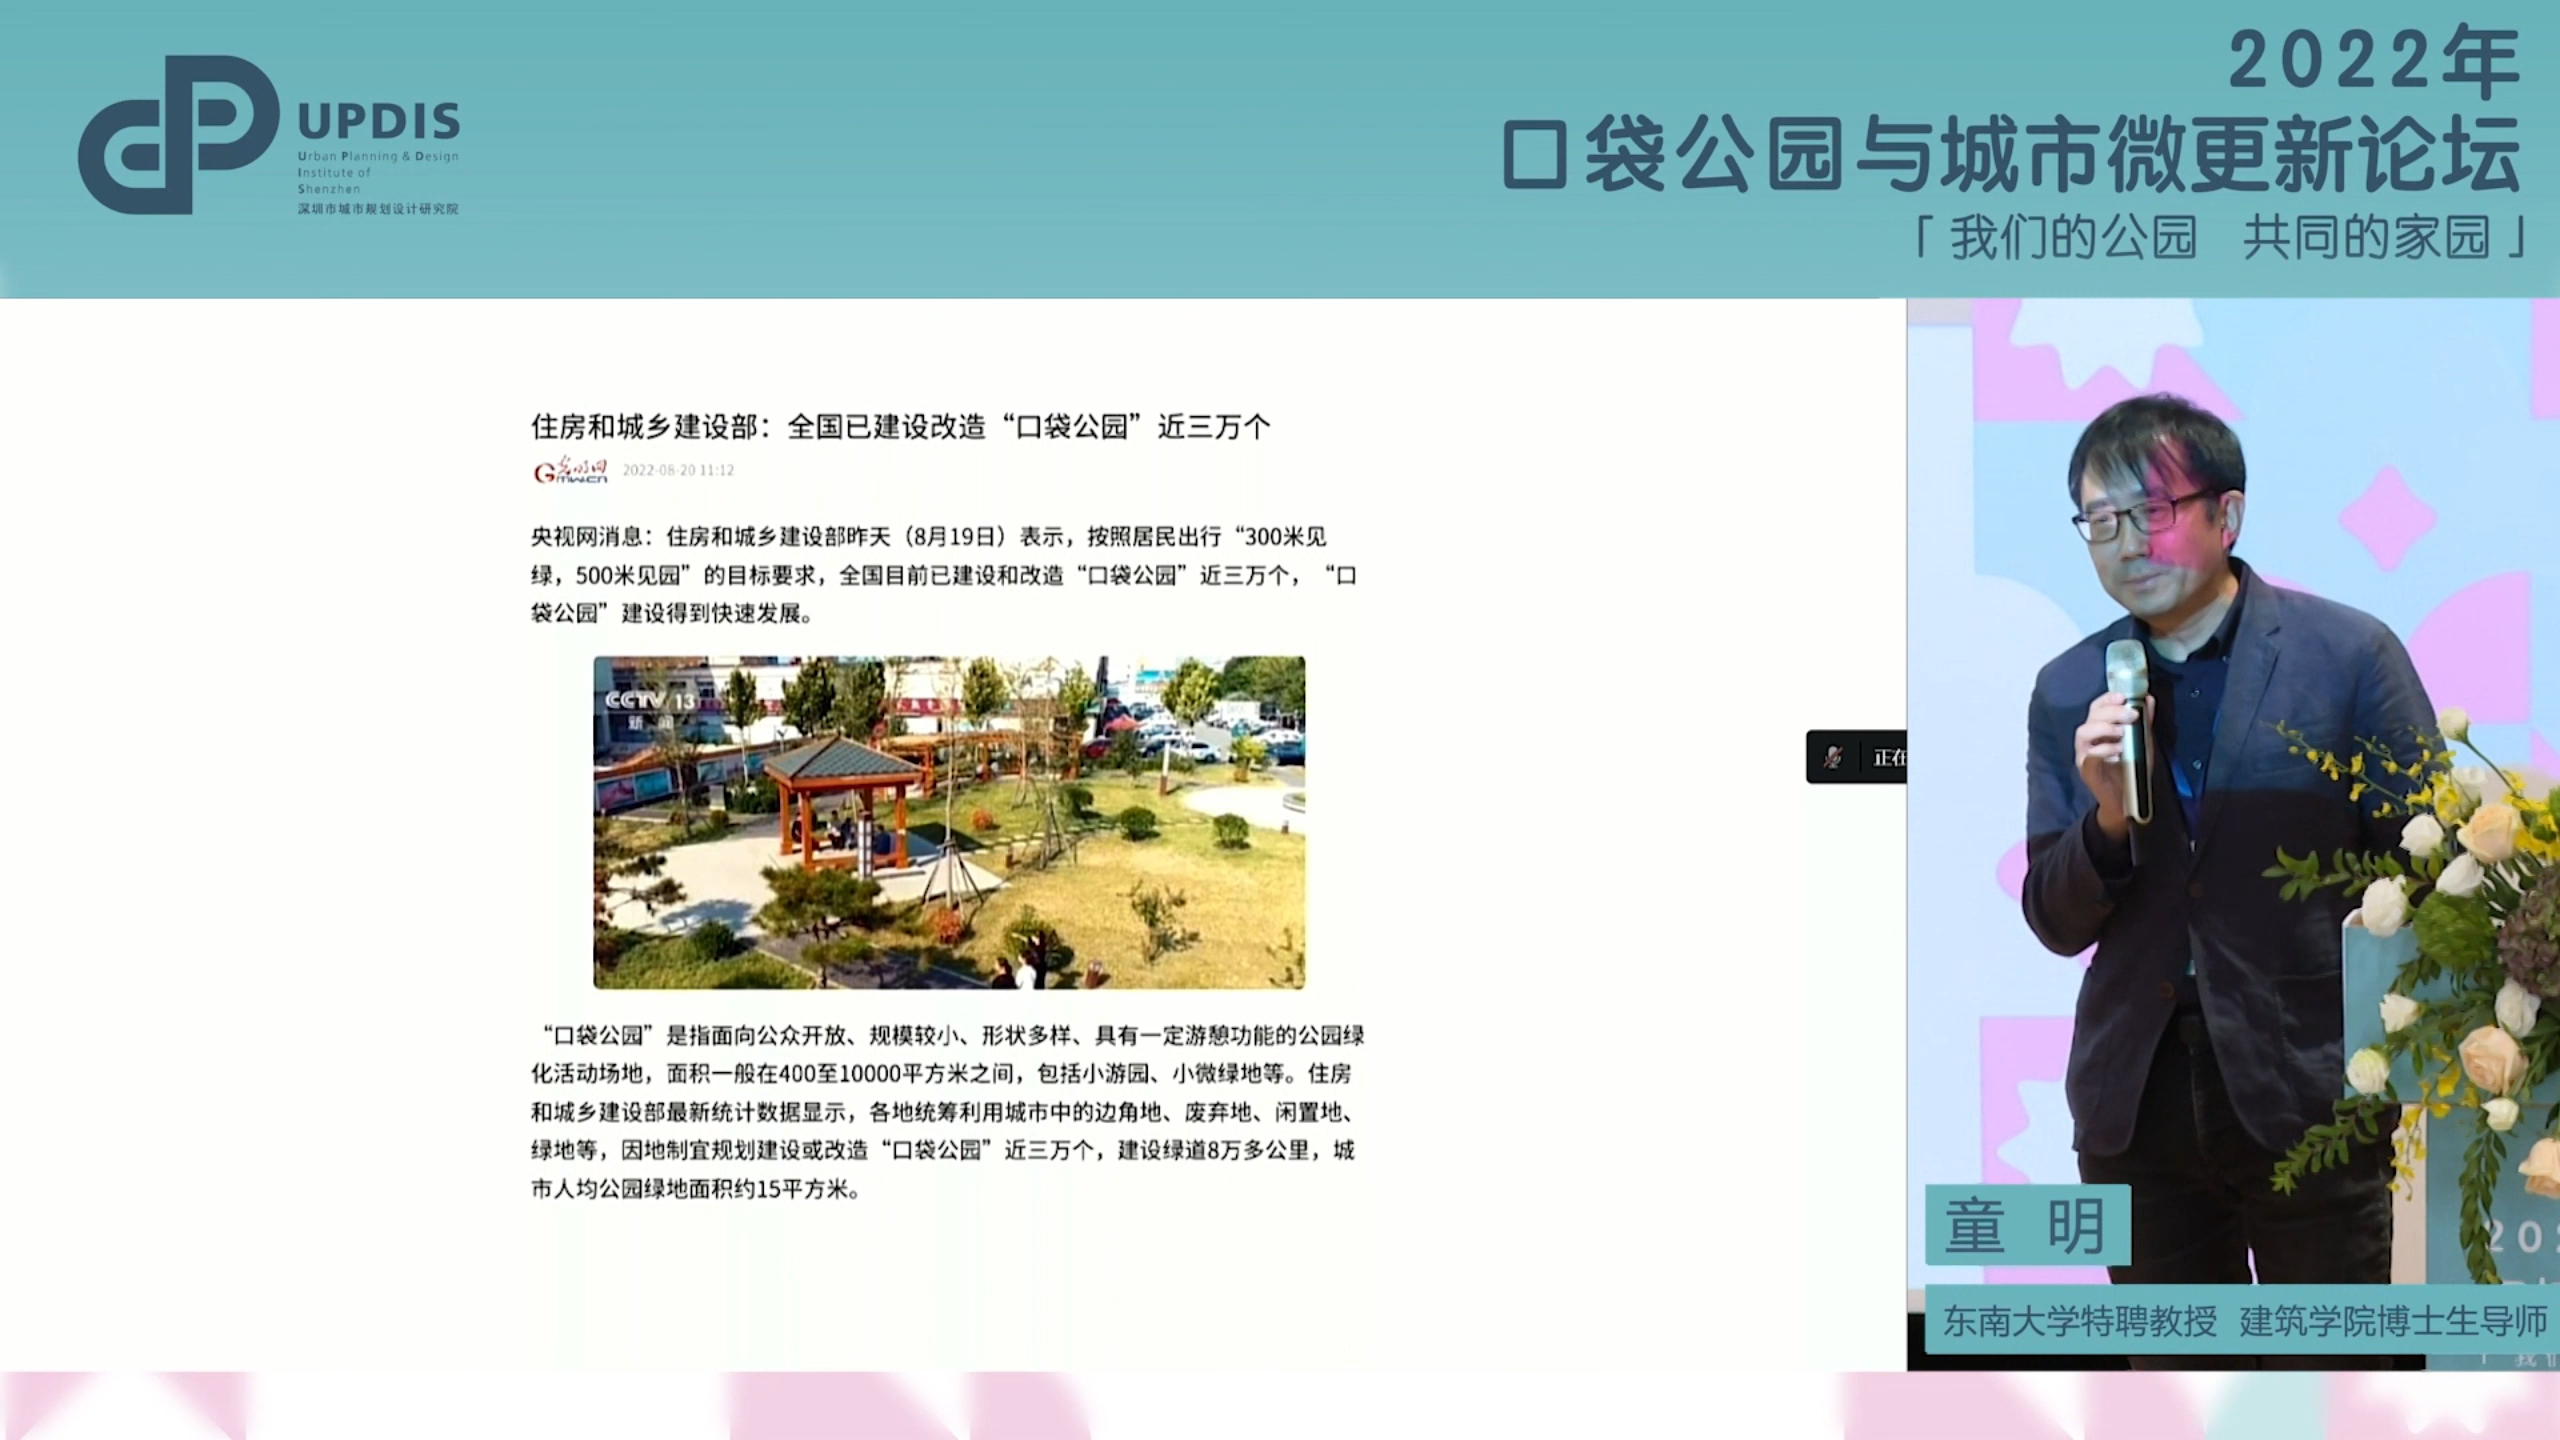 UPDIS
Urban Planning & Design
Institute of
Shenzhen
深圳市城市规划设计研究院
2022年
口袋公园与城市微更新论坛
「我们的公园 共同的家园」
住房和城乡建设部：全国已建设改造“口袋公园”近三万个
光明网
GMW.cn
2022-08-20 11:12
央视网消息：住房和城乡建设部昨天（8月19日）表示，按照居民出行“300米见
绿，500米见园”的目标要求，全国目前已建设和改造“口袋公园”近三万个，“口
袋公园”建设得到快速发展。
CCTV 13
新闻
“口袋公园”是指面向公众开放、规模较小、形状多样、具有一定游憩功能的公园绿
化活动场地，面积一般在400至10000平方米之间，包括小游园、小微绿地等。住房
和城乡建设部最新统计数据显示，各地统筹利用城市中的边角地、废弃地、闲置地、
绿地等，因地制宜规划建设或改造“口袋公园”近三万个，建设绿道8万多公里，城
市人均公园绿地面积约15平方米。
正在
童 明
东南大学特聘教授 建筑学院博士生导师